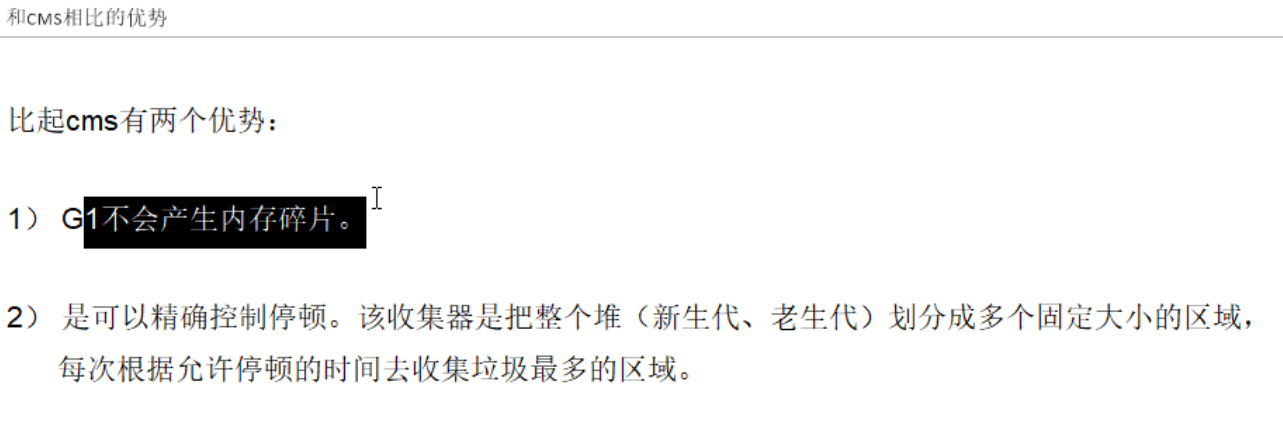 和CMS相比的优势
比起cms有两个优势：
1） G1不会产生内存碎片。
2） 是可以精确控制停顿。该收集器是把整个堆（新生代、老生代）划分成多个固定大小的区域，
每次根据允许停顿的时间去收集垃圾最多的区域。